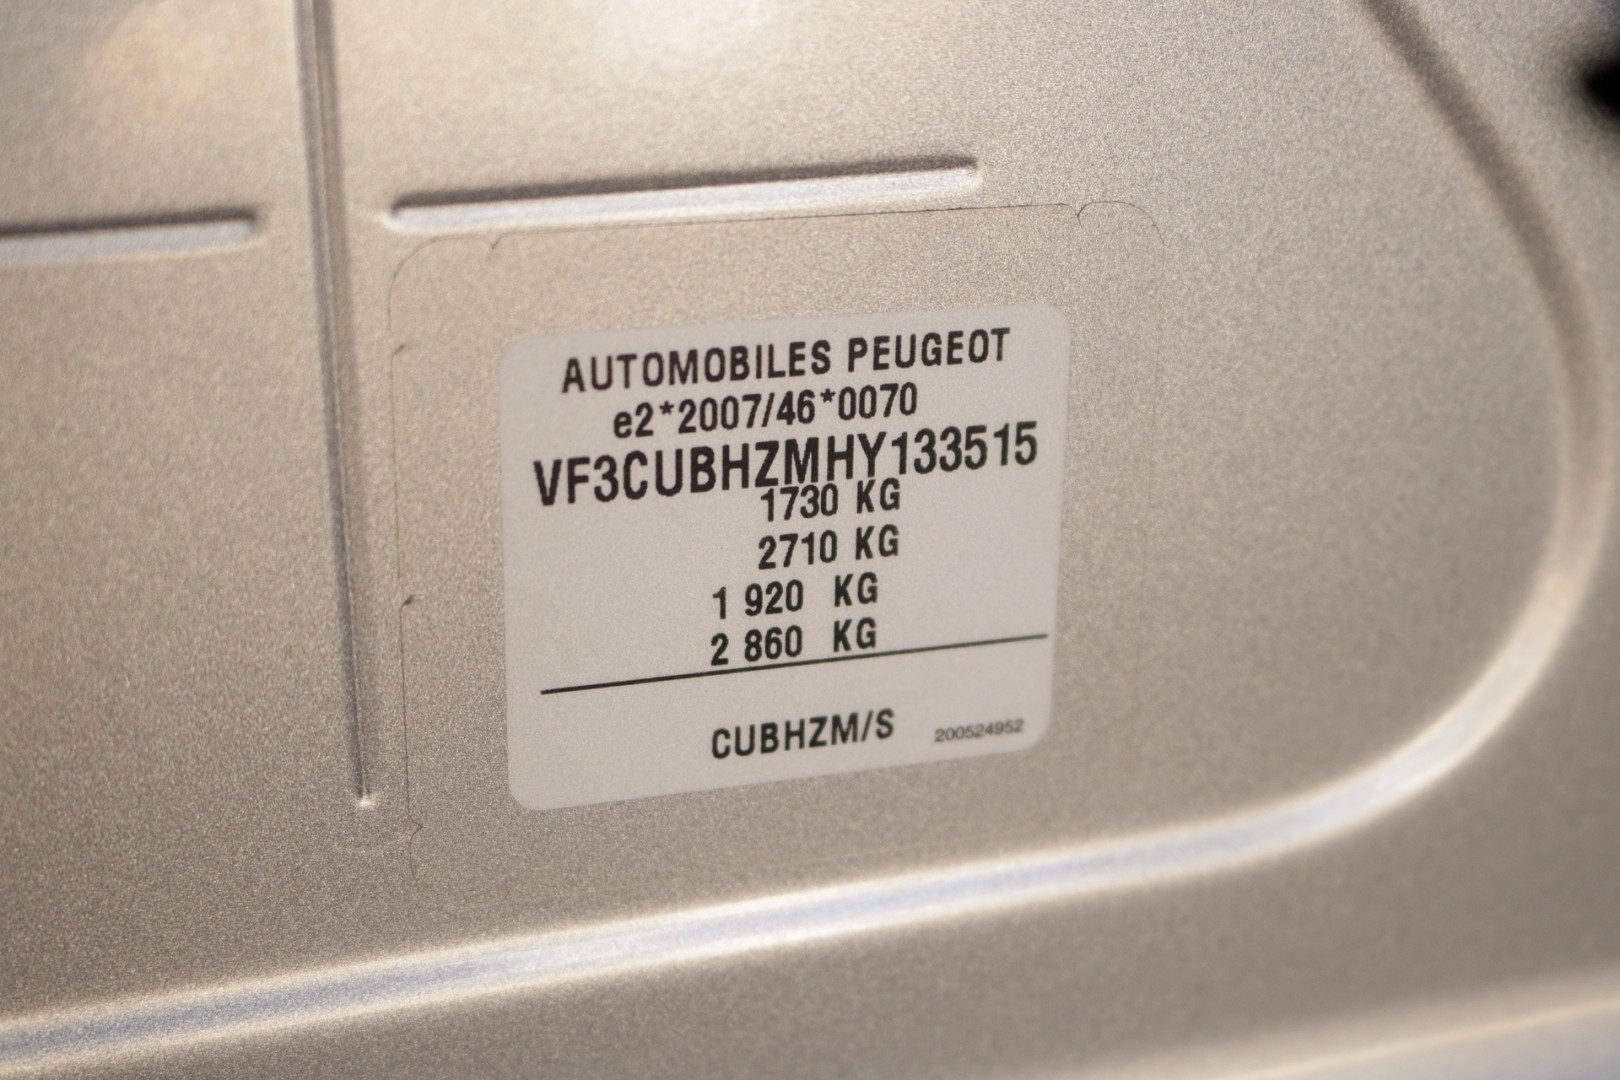 AUTOMOBILES PEUGEOT
e2*2007/46*0070
VF3CUBHZMHY133515
1730 KG
2710 KG
1 920 KG
2 860 KG
CUBHZM/S 200524952